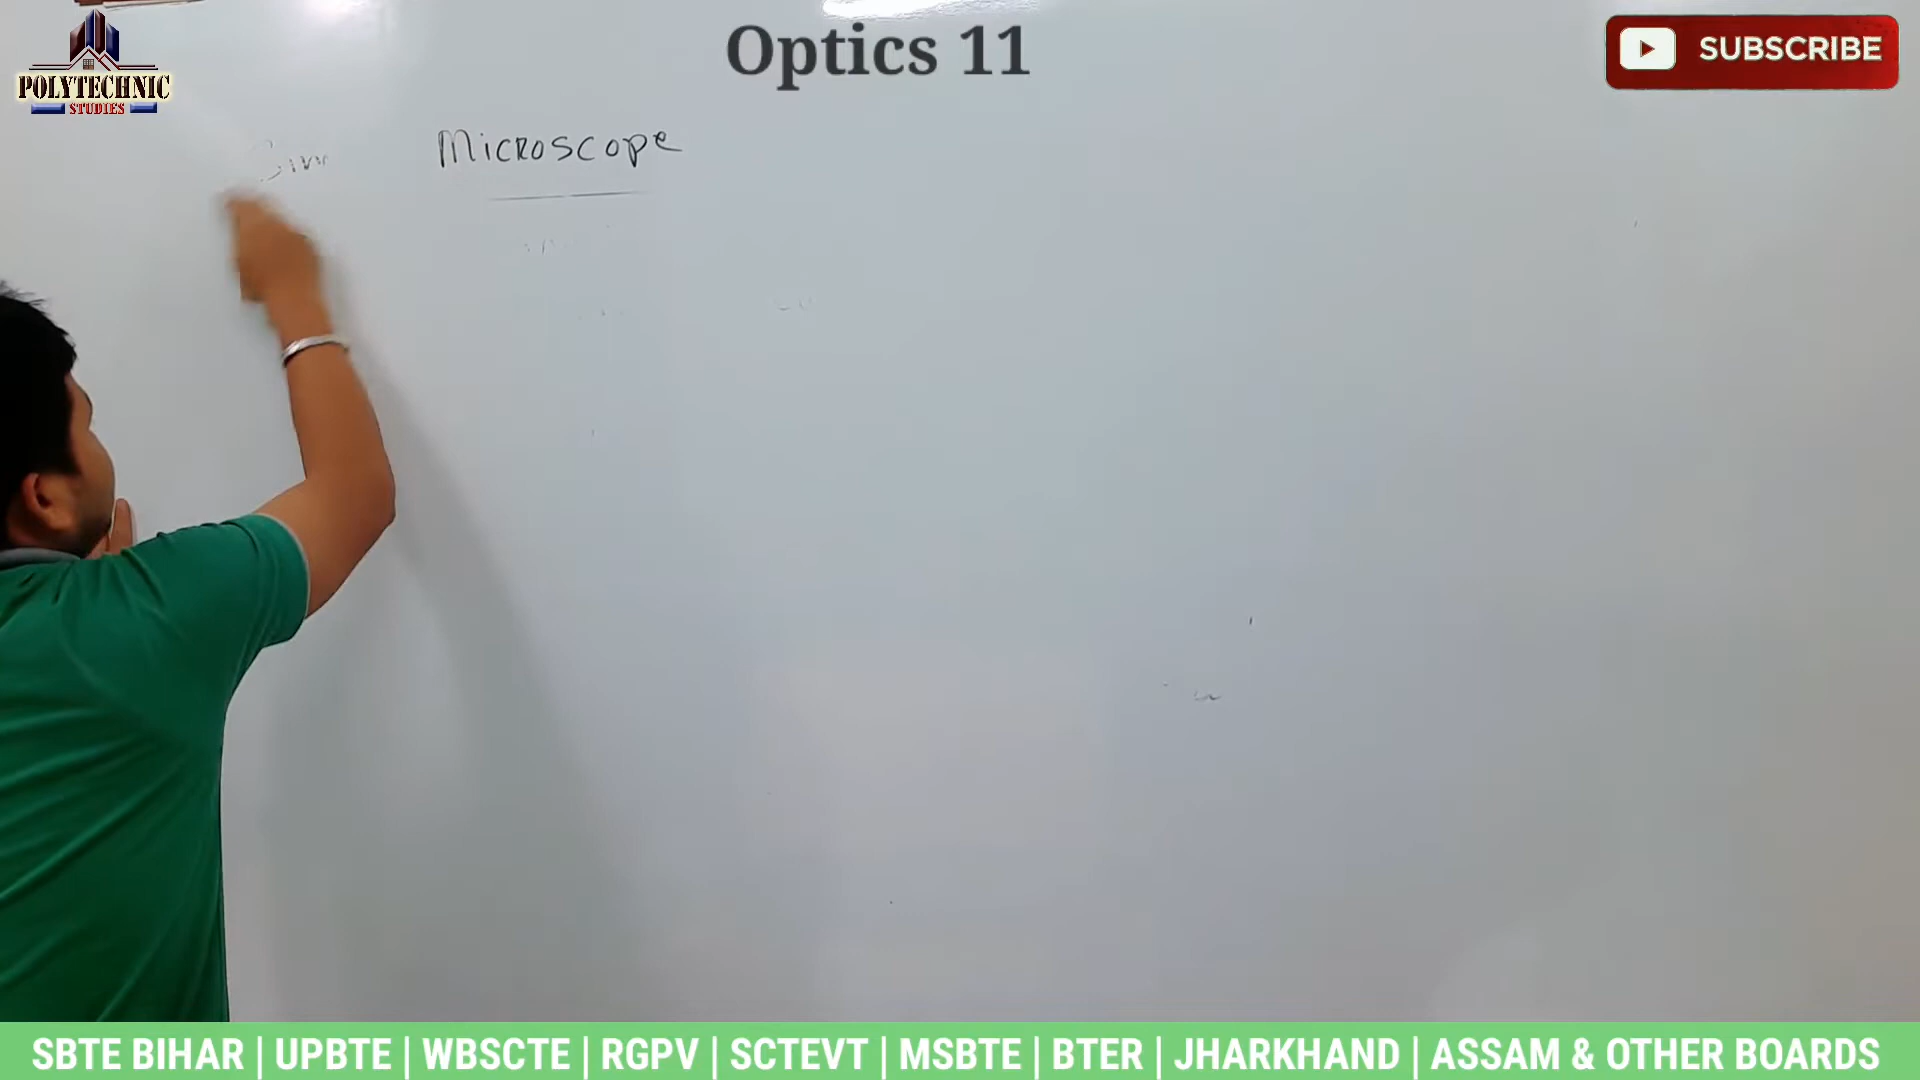 Optics 11
SUBSCRIBE
POLYTECHNIC
STUDIES
Microscope
SBTE BIHAR | UPBTE | WBSCTE | RGPV | SCTEVT | MSBTE | BTER | JHARKHAND | ASSAM & OTHER BOARDS